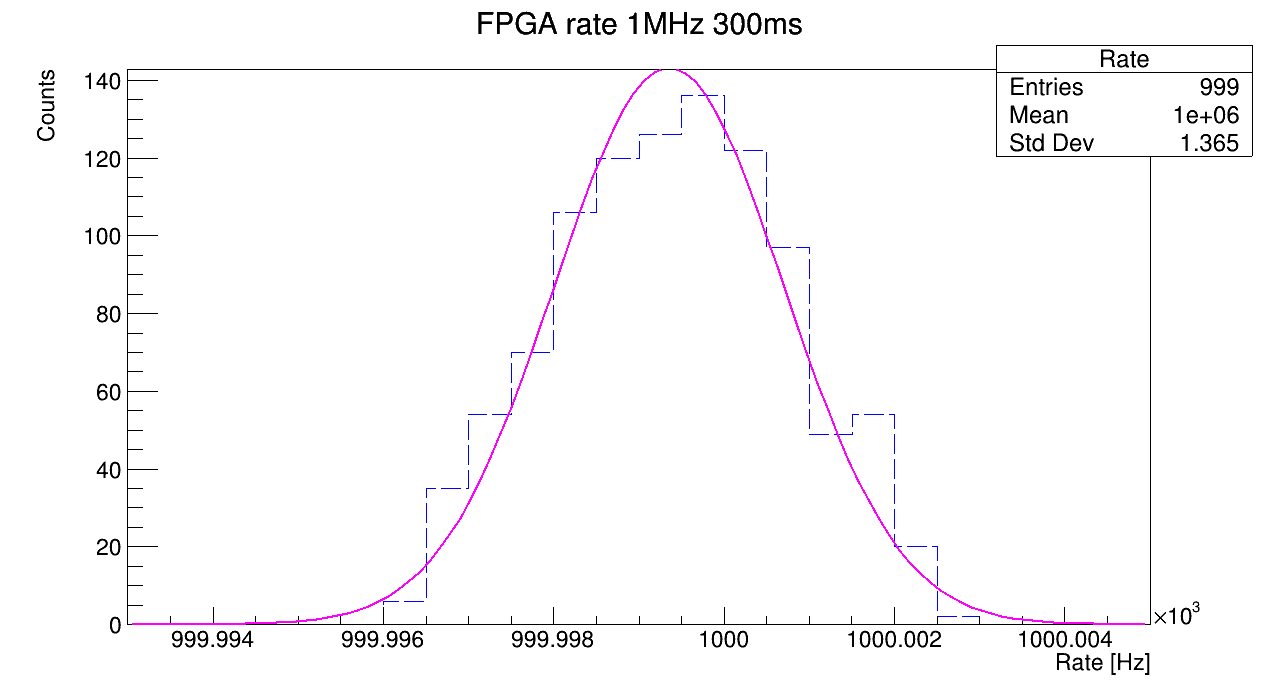 FPGA rate 1MHz 300ms
Rate
Entries 999
Mean 1e+06
Std Dev 1.365
Counts
140
120
100
80
60
40
20
0
999.994 999.996 999.998 1000 1000.002 1000.004 ×10³
Rate [Hz]